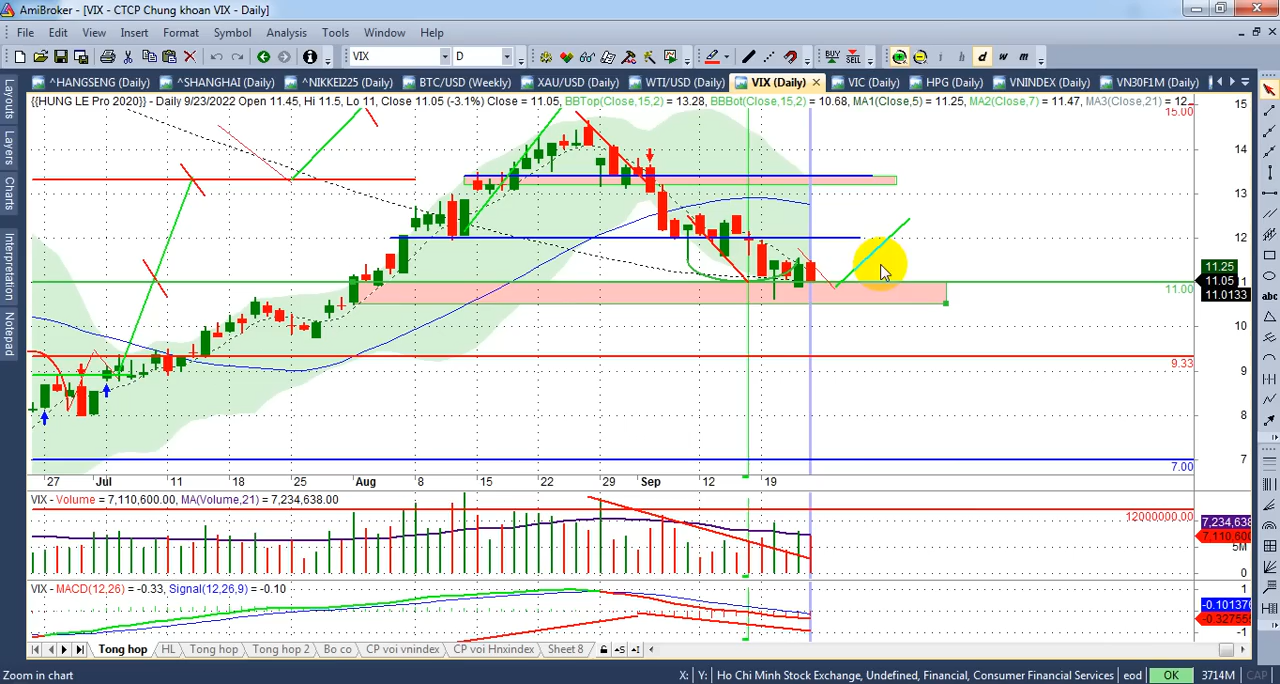 AmiBroker - [VIX - CTCP Chung khoan VIX - Daily]
File Edit View Insert Format Symbol Analysis Tools Window Help
VIX D BUY SELL i h d w m
^HANGSENG (Daily) ^SHANGHAI (Daily) ^NIKKEI225 (Daily) BTC/USD (Weekly) XAU/USD (Daily) WTI/USD (Daily) VIX (Daily) VIC (Daily) HPG (Daily) VNINDEX (Daily) VN30F1M (Daily)
Layouts
Layers
Charts
Interpretation
Notepad
{{HUNG LE Pro 2020}} - Daily 9/23/2022 Open 11.45, Hi 11.5, Lo 11, Close 11.05 (-3.1%) Close = 11.05, BBTop(Close,15,2) = 13.28, BBBot(Close,15,2) = 10.68, MA1(Close,5) = 11.25, MA2(Close,7) = 11.47, MA3(Close,21) = 12.
15
15.00
14
13
12
11.25
11.05
11
11.00
11.0133
10
9.33
9
8
7
7.00
27 Jul 11 18 25 Aug 8 15 22 29 Sep 12 19
VIX - Volume = 7,110,600.00, MA(Volume,21) = 7,234,638.00
12000000.00
7,234,638
7,110,600
5M
0
VIX - MACD(12,26) = -0.33, Signal(12,26,9) = -0.10
1
-0.101376
-0.327555
-1
Tong hop HL Tong hop Tong hop 2 Bo co CP voi vnindex CP voi Hnxindex Sheet 8
Zoom in chart X: Y: Ho Chi Minh Stock Exchange, Undefined, Financial, Consumer Financial Services eod OK 3714M CAP